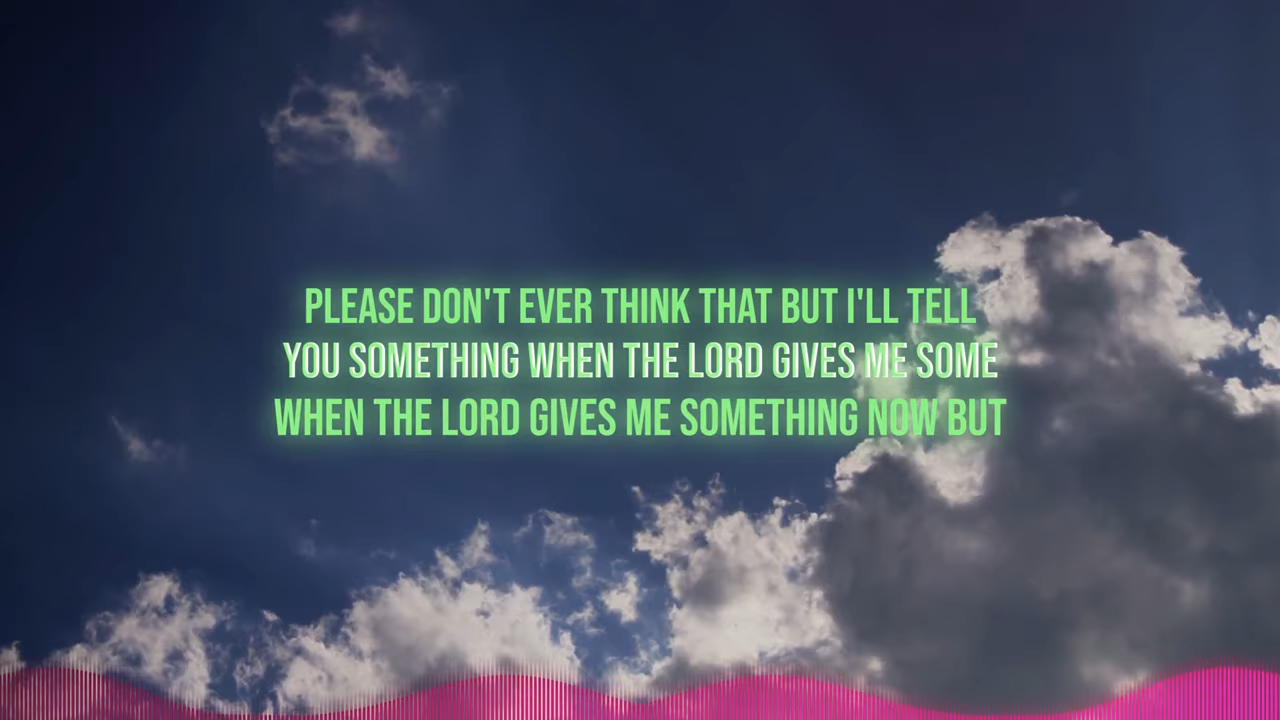 PLEASE DON'T EVER THINK THAT BUT I'LL TELL
YOU SOMETHING WHEN THE LORD GIVES ME SOME
WHEN THE LORD GIVES ME SOMETHING NOW BUT